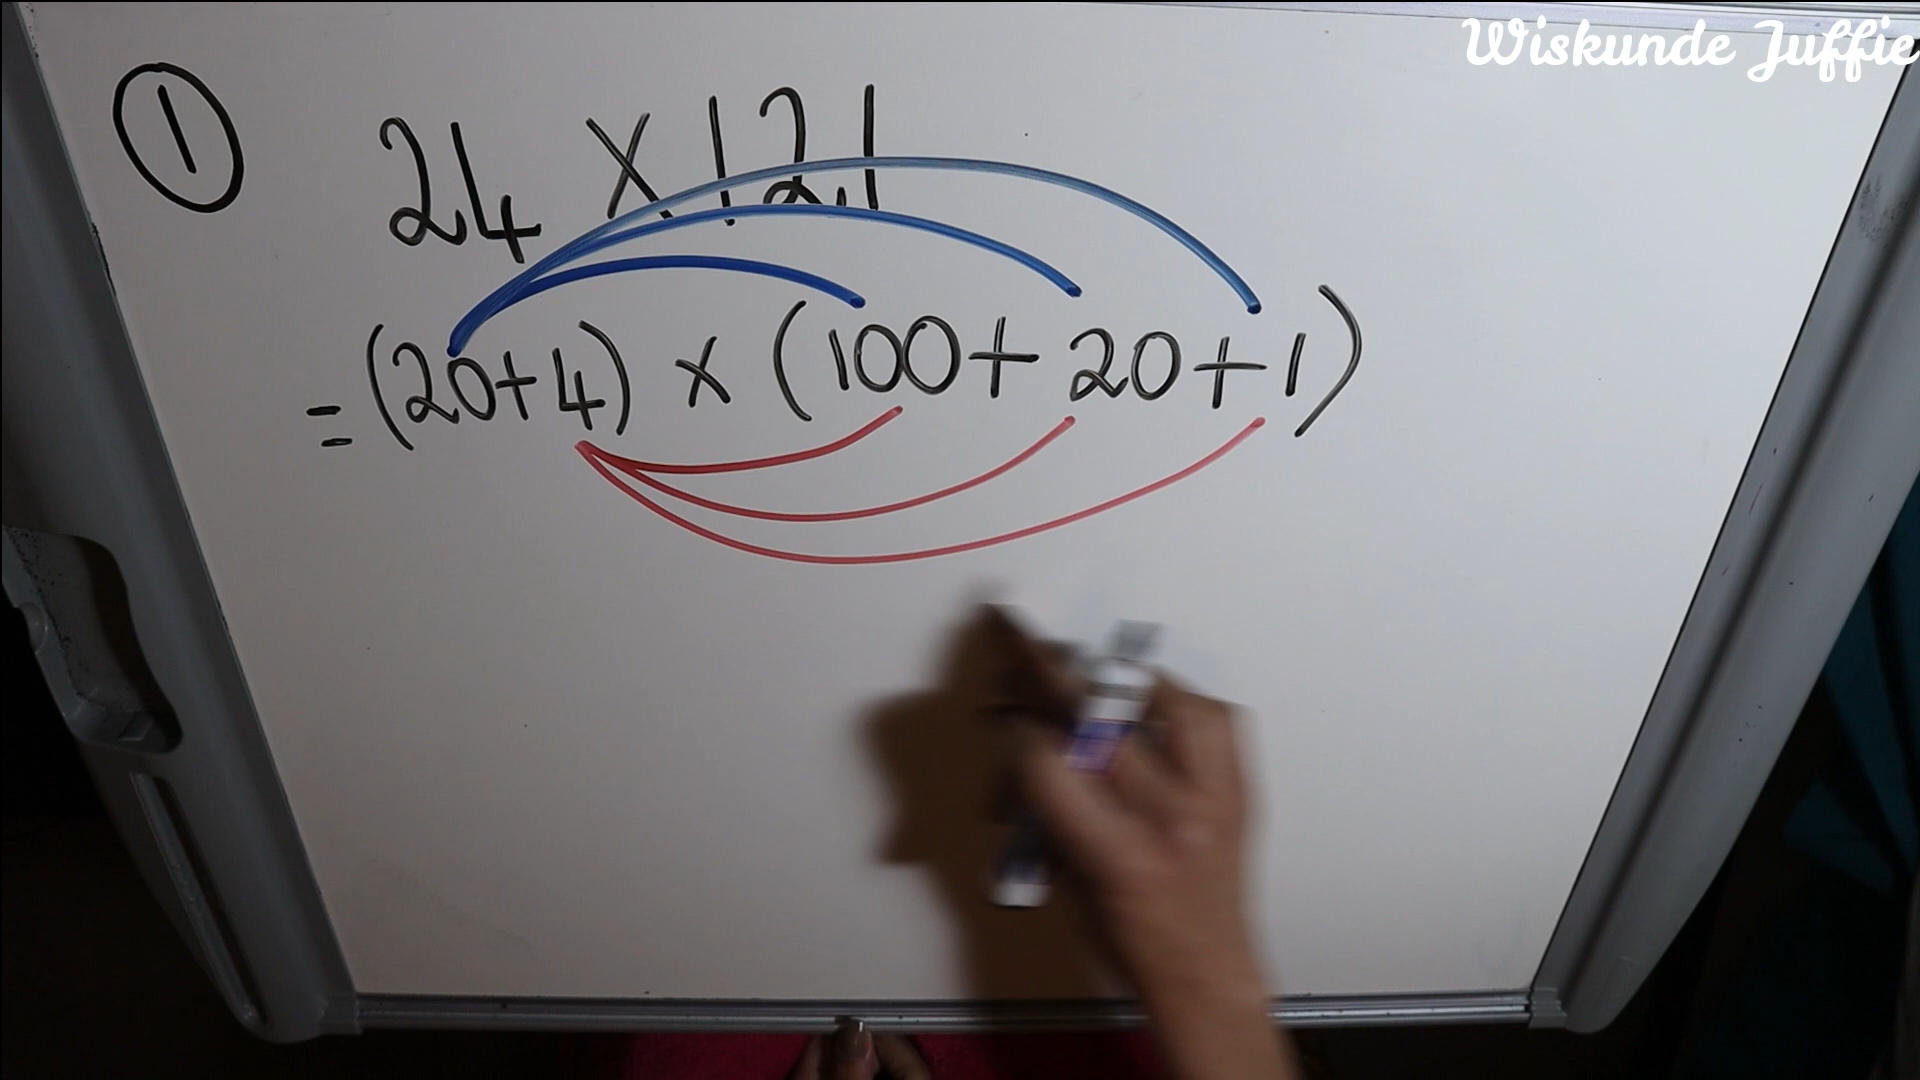 Wiskunde Juffie
① 24 × 121
= (20+4) × (100+20+1)